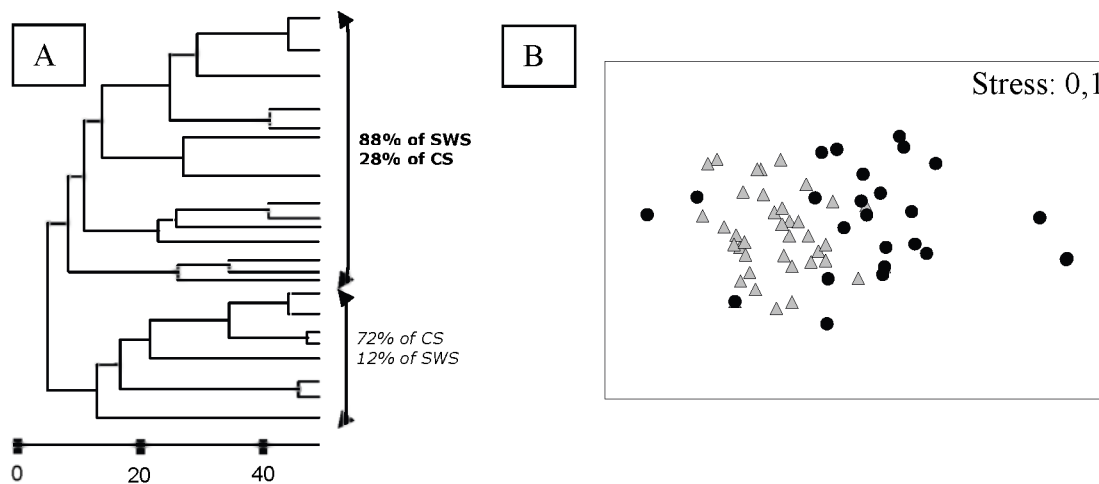 A
B
Stress: 0,1
88% of SWS
28% of CS
72% of CS
12% of SWS
0
20
40